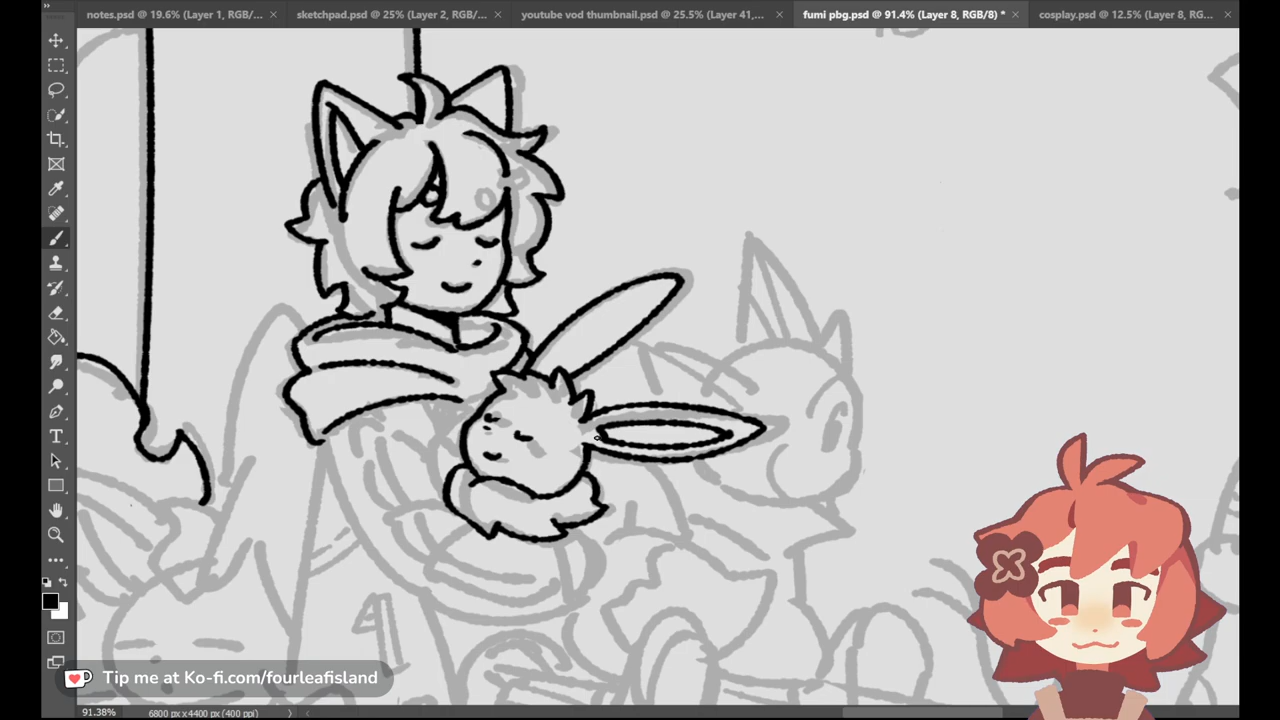 notes.psd @ 19.6% (Layer 1, RGB/... ×
sketchpad.psd @ 25% (Layer 2, RGB/... ×
youtube vod thumbnail.psd @ 25.5% (Layer 41,... ×
fumi pbg.psd @ 91.4% (Layer 8, RGB/8) * ×
cosplay.psd @ 12.5% (Layer 8, RG... ×
Tip me at Ko-fi.com/fourleafisland
91.38%
6800 px x 4400 px (400 ppi)